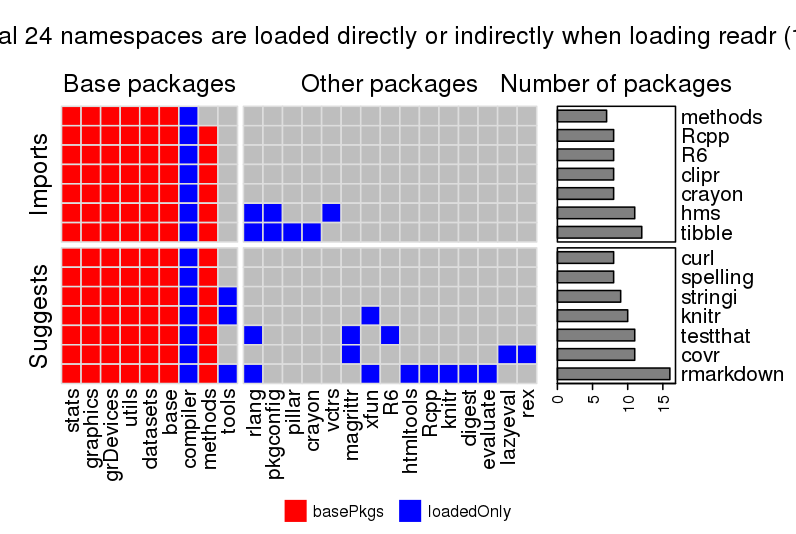 al 24 namespaces are loaded directly or indirectly when loading readr (
Base packages
Other packages
Number of packages
Imports
methods
Rcpp
R6
clipr
crayon
hms
tibble
Suggests
curl
spelling
stringi
knitr
testthat
covr
rmarkdown
stats
graphics
grDevices
utils
datasets
base
compiler
methods
tools
rlang
pkgconfig
pillar
crayon
vctrs
magrittr
xfun
R6
htmltools
Rcpp
knitr
digest
evaluate
lazyeval
rex
0
5
10
15
basePkgs
loadedOnly